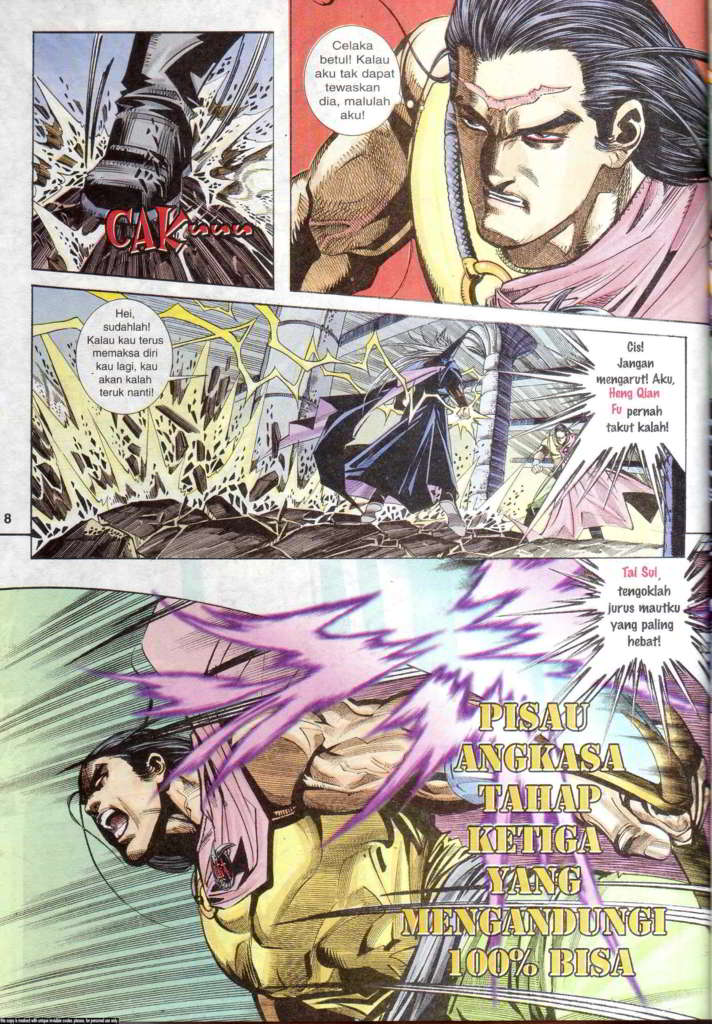 Celaka
betul! Kalau
aku tak dapat
tewaskan
dia, malulah
aku!
CAKuuuu
Hei,
sudahlah!
Kalau kau terus
memaksa diri
kau lagi, kau
akan kalah
teruk nanti!
Cis!
Jangan
mengarut! Aku,
Heng Qian
Fu pernah
takut kalah!
8
Tai Sui,
tengoklah
jurus mautku
yang paling
hebat!
PISAU
ANGKASA
TAHAP
KETIGA
YANG
MENGANDUNGI
100% BISA